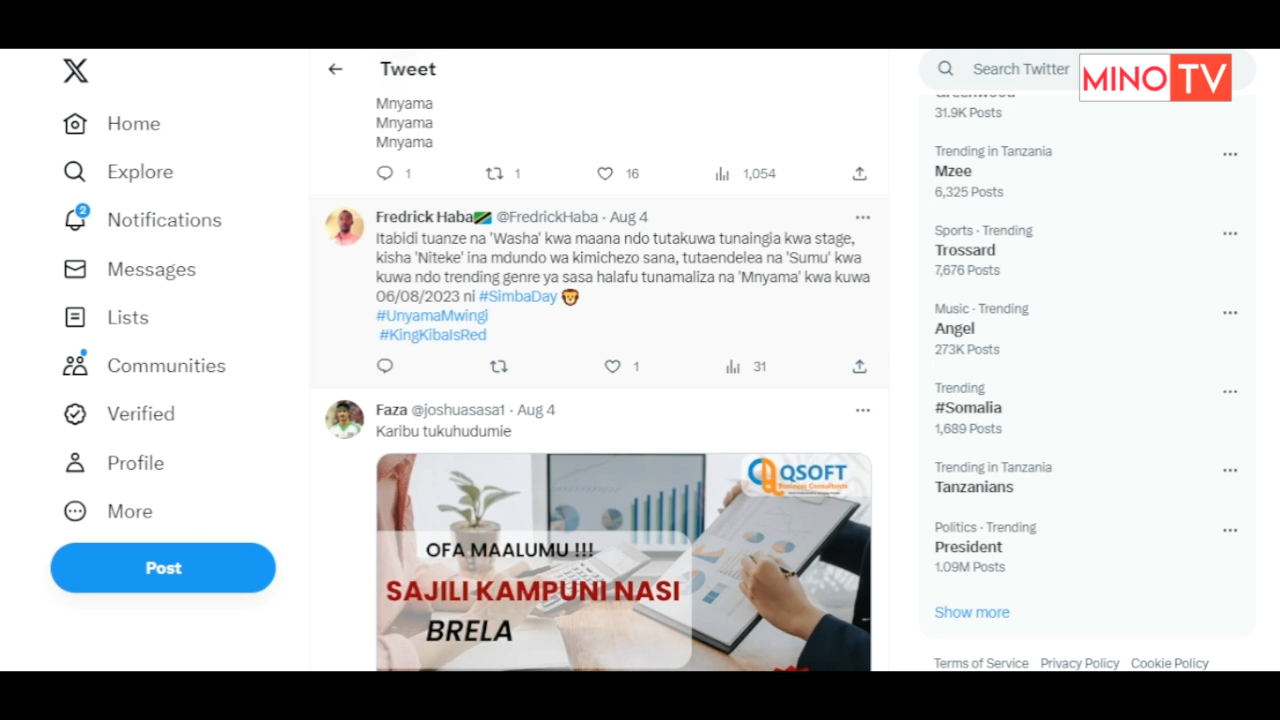 MINO TV
Home
Explore
2
Notifications
Messages
Lists
Communities
Verified
Profile
More
Post
Tweet
Mnyama
Mnyama
Mnyama
1 1 16 1,054
Fredrick Haba @FredrickHaba · Aug 4
Itabidi tuanze na 'Washa' kwa maana ndo tutakuwa tunaingia kwa stage,
kisha 'Niteke' ina mdundo wa kimichezo sana, tutaendelea na 'Sumu' kwa
kuwa ndo trending genre ya sasa halafu tunamaliza na 'Mnyama' kwa kuwa
06/08/2023 ni #SimbaDay
#UnyamaMwingi
#KingKibaIsRed
1 31
Faza @joshuasasa1 · Aug 4
Karibu tukuhudumie
QSOFT
Business Consultants
OFA MAALUMU !!!
SAJILI KAMPUNI NASI
BRELA
Search Twitter
Greenwood
31.9K Posts
Trending in Tanzania
Mzee
6,325 Posts
Sports · Trending
Trossard
7,676 Posts
Music · Trending
Angel
273K Posts
Trending
#Somalia
1,689 Posts
Trending in Tanzania
Tanzanians
Politics · Trending
President
1.09M Posts
Show more
Terms of Service Privacy Policy Cookie Policy